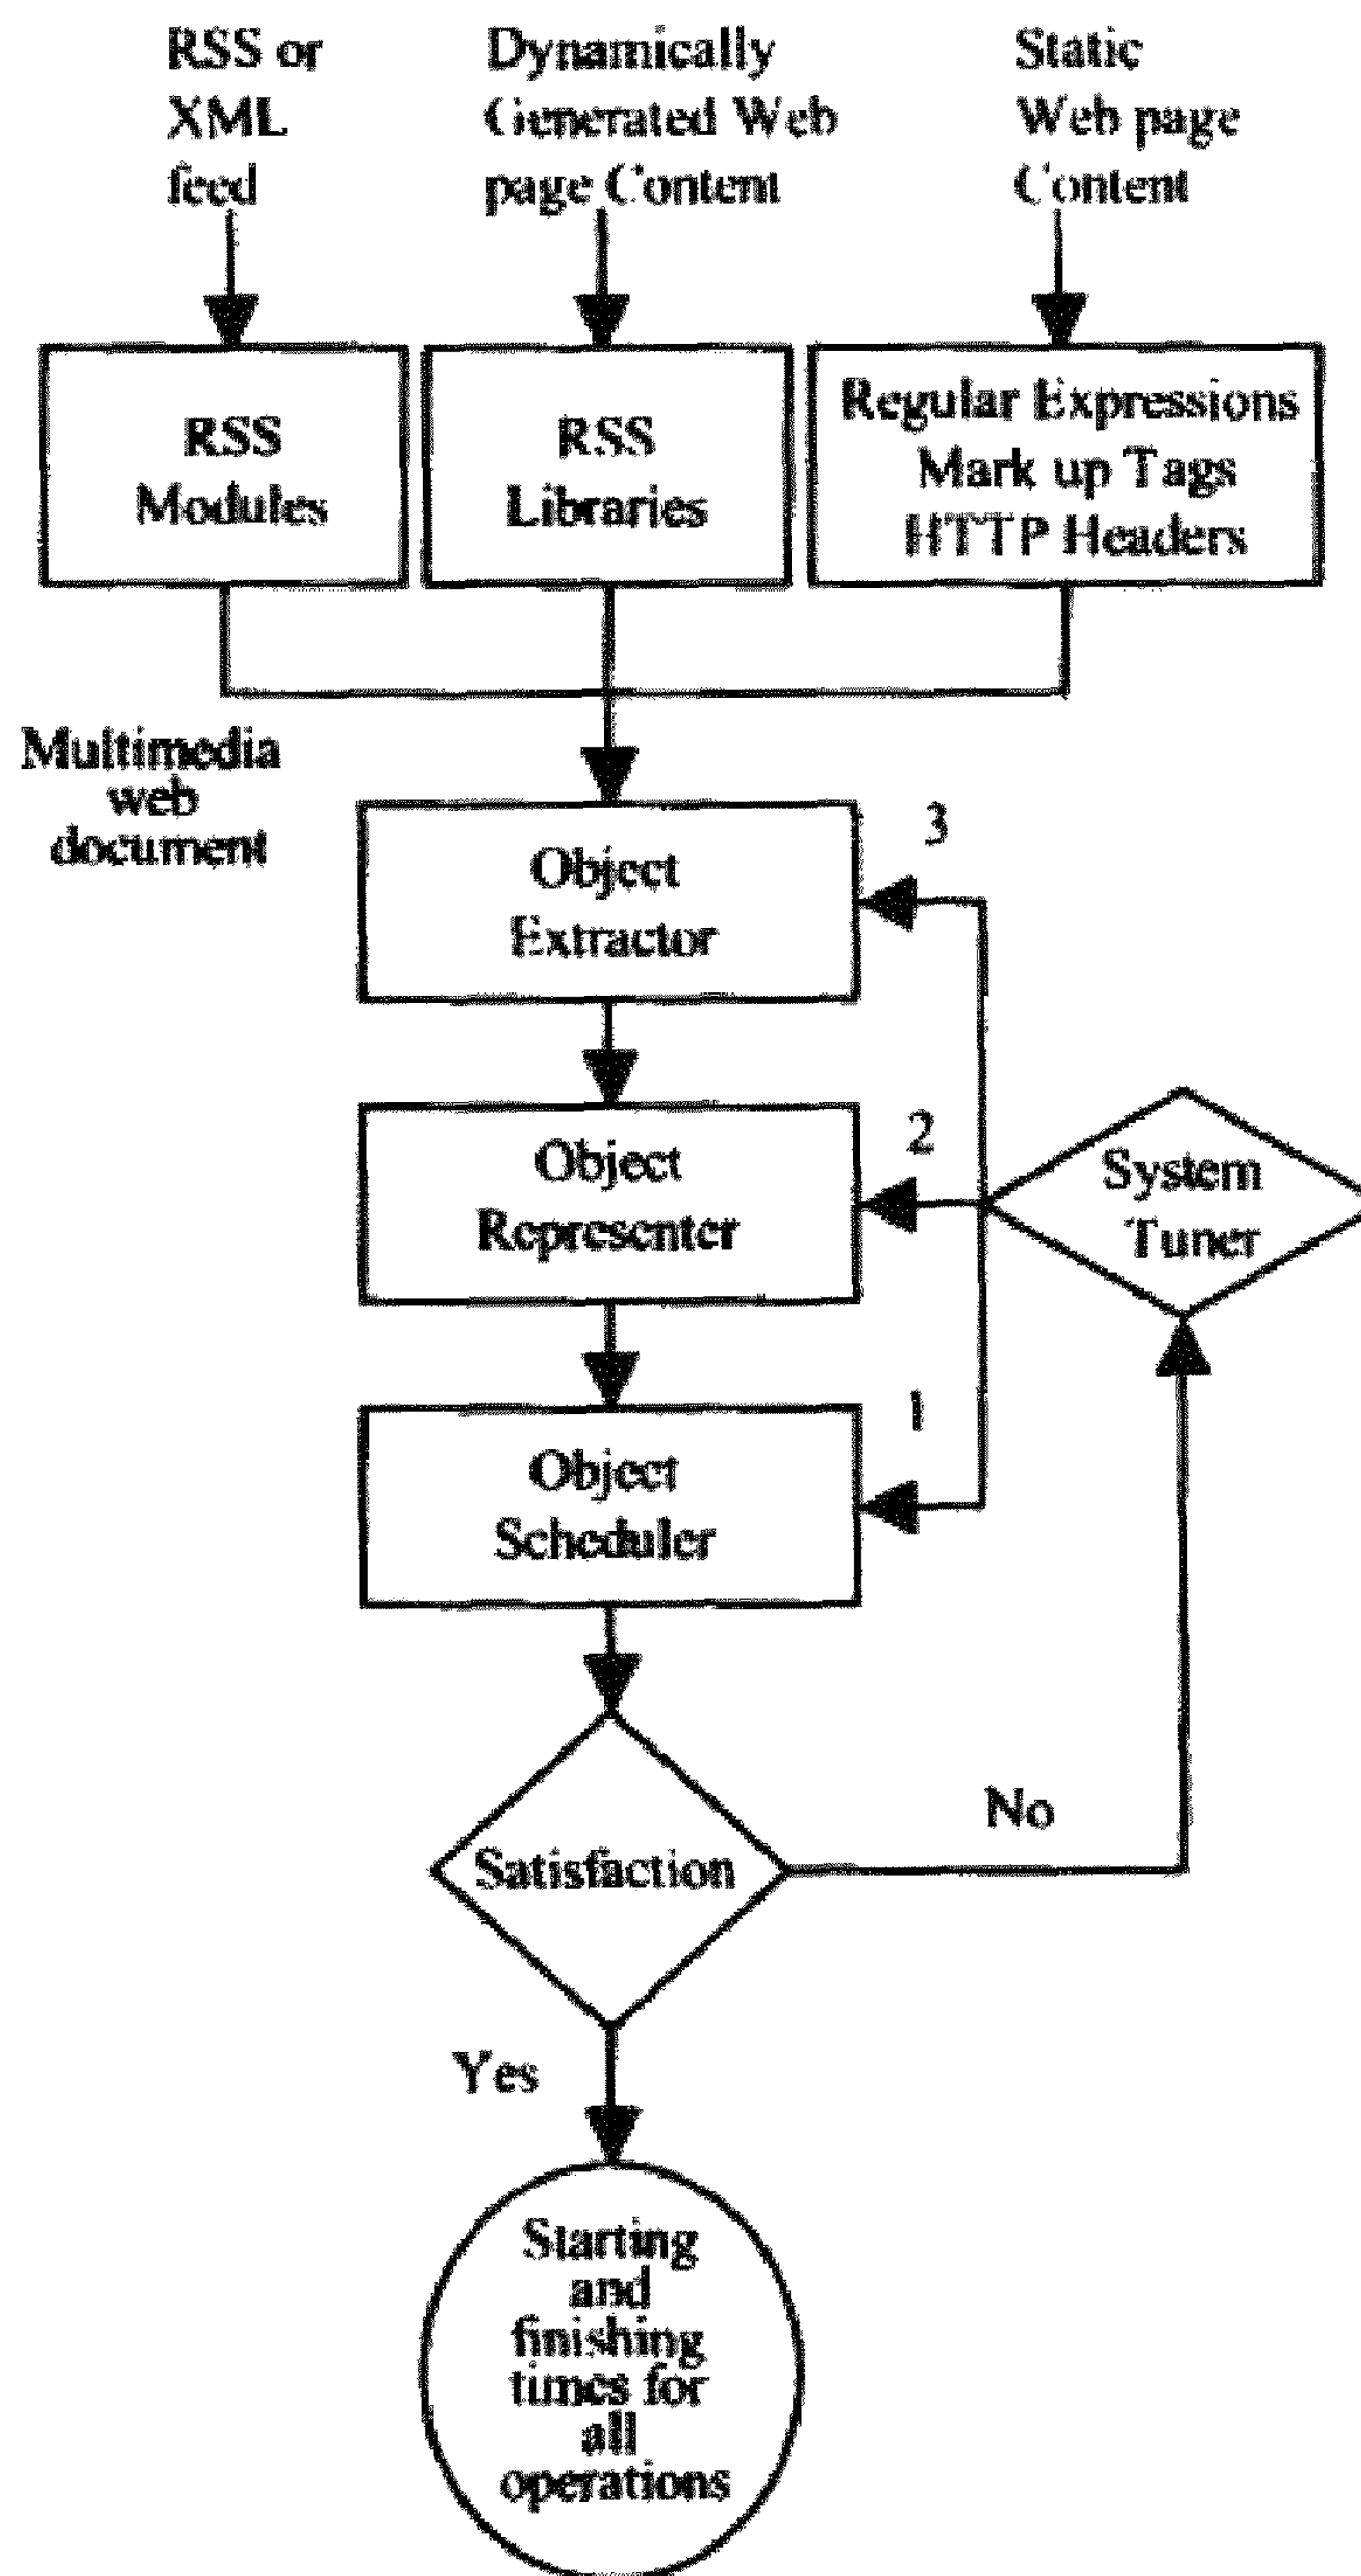 RSS or
XML
feed
Dynamically
Generated Web
page Content
Static
Web page
Content
RSS
Modules
RSS
Libraries
Regular Expressions
Mark up Tags
HTTP Headers
Multimedia
web
document
Object
Extractor
3
Object
Representer
2
System
Tuner
Object
Scheduler
1
Satisfaction
No
Yes
Starting
and
finishing
times for
all
operations